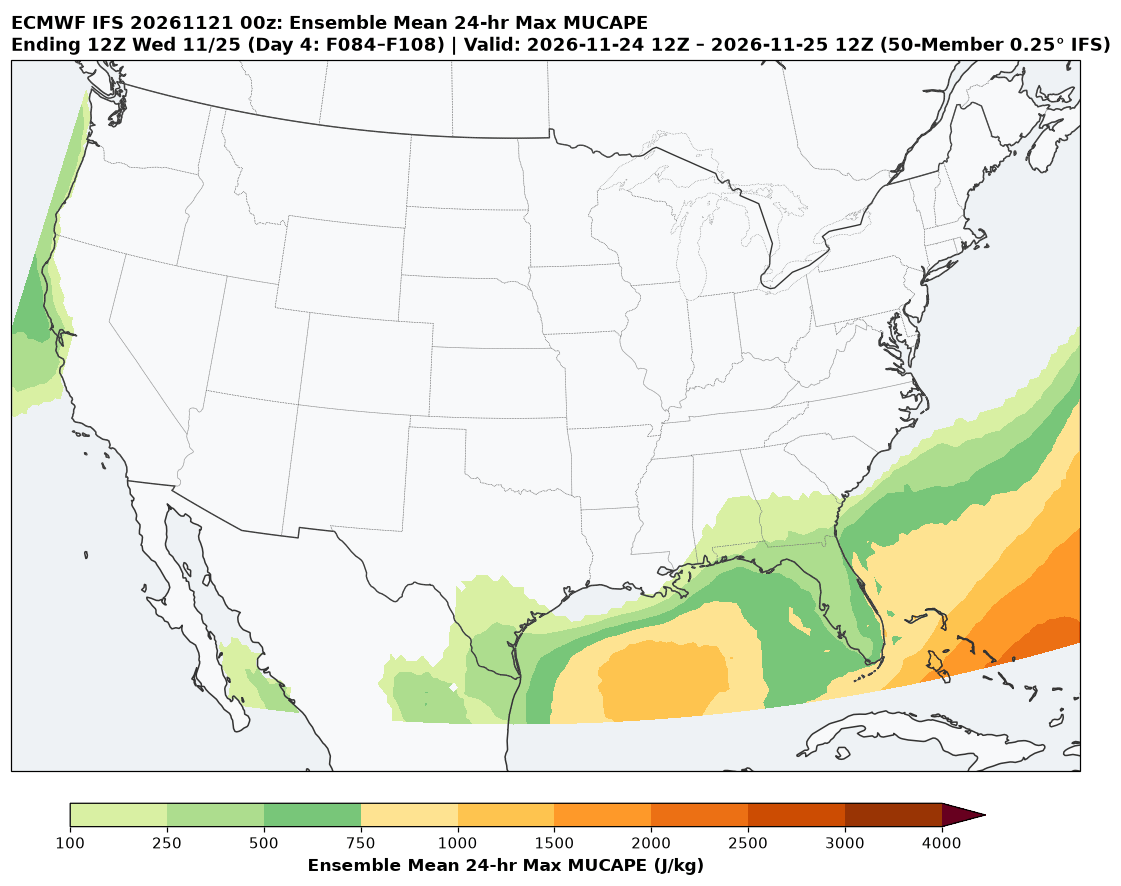 ECMWF IFS 20261121 00z: Ensemble Mean 24-hr Max MUCAPE
Ending 12Z Wed 11/25 (Day 4: F084–F108) | Valid: 2026-11-24 12Z – 2026-11-25 12Z (50-Member 0.25° IFS)
100 250 500 750 1000 1500 2000 2500 3000 4000
Ensemble Mean 24-hr Max MUCAPE (J/kg)